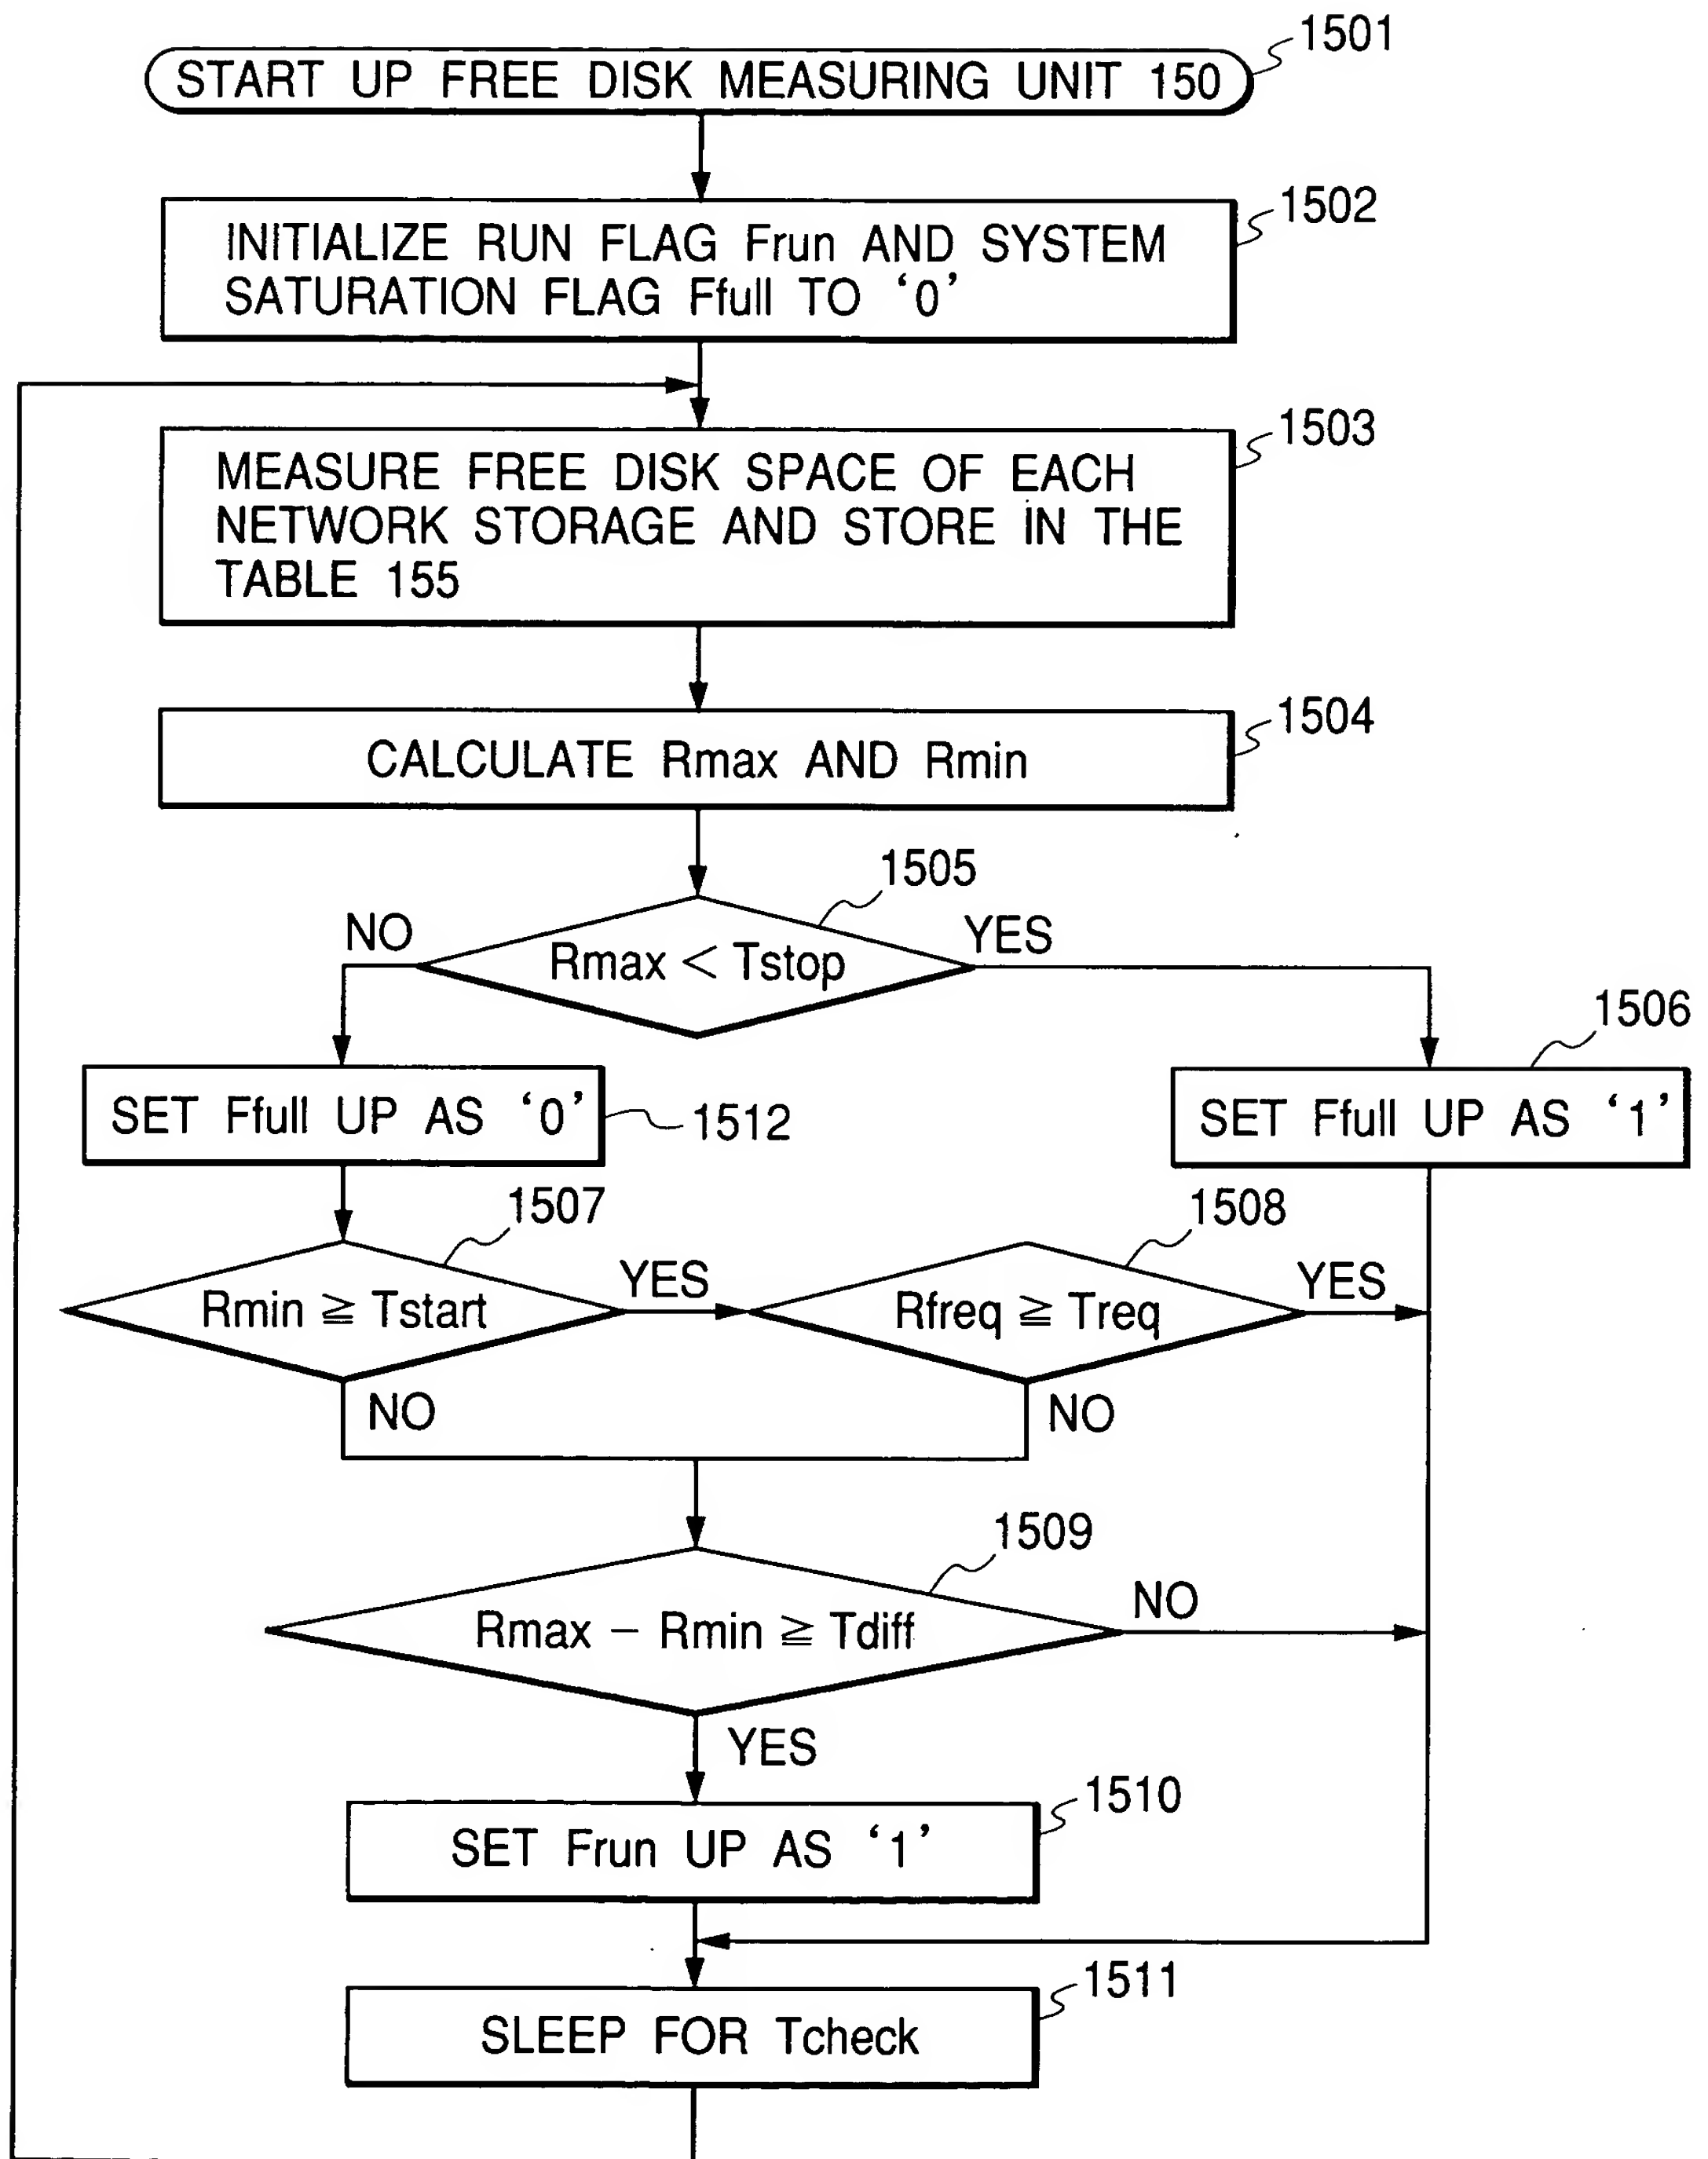 1501
START UP FREE DISK MEASURING UNIT 150
1502
INITIALIZE RUN FLAG Frun AND SYSTEM
SATURATION FLAG Ffull TO ‘0’
1503
MEASURE FREE DISK SPACE OF EACH
NETWORK STORAGE AND STORE IN THE
TABLE 155
1504
CALCULATE Rmax AND Rmin
1505
NO
YES
Rmax < Tstop
1506
SET Ffull UP AS ‘0’
1512
SET Ffull UP AS ‘1’
1507
1508
Rmin ≧ Tstart
YES
Rfreq ≧ Treq
YES
NO
NO
1509
Rmax – Rmin ≧ Tdiff
NO
YES
1510
SET Frun UP AS ‘1’
1511
SLEEP FOR Tcheck